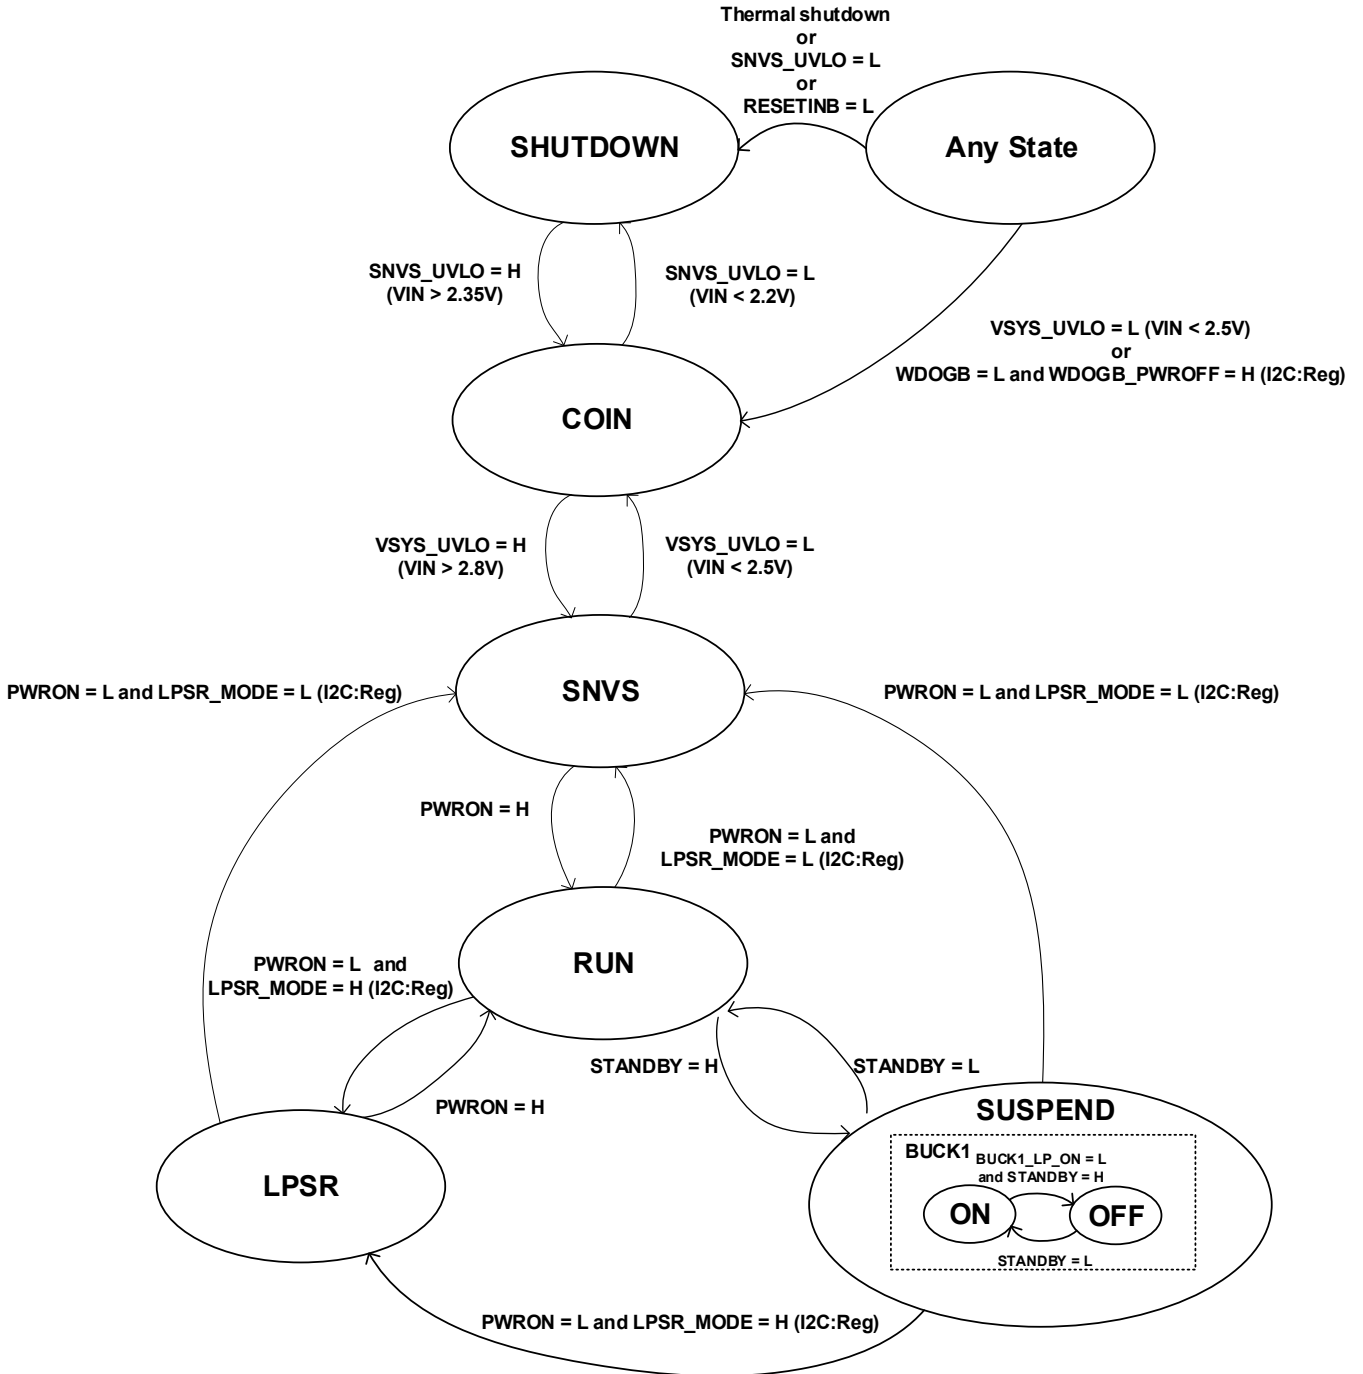 Thermal shutdown
or
SNVS_UVLO = L
or
RESETINB = L
SHUTDOWN
Any State
SNVS_UVLO = H
(VIN > 2.35V)
SNVS_UVLO = L
(VIN < 2.2V)
VSYS_UVLO = L (VIN < 2.5V)
or
WDOGB = L and WDOGB_PWROFF = H (I2C:Reg)
COIN
VSYS_UVLO = H
(VIN > 2.8V)
VSYS_UVLO = L
(VIN < 2.5V)
PWRON = L and LPSR_MODE = L (I2C:Reg)
SNVS
PWRON = L and LPSR_MODE = L (I2C:Reg)
PWRON = H
PWRON = L and
LPSR_MODE = L (I2C:Reg)
RUN
PWRON = L and
LPSR_MODE = H (I2C:Reg)
STANDBY = H
STANDBY = L
PWRON = H
SUSPEND
BUCK1
BUCK1_LP_ON = L
and STANDBY = H
LPSR
ON
OFF
STANDBY = L
PWRON = L and LPSR_MODE = H (I2C:Reg)